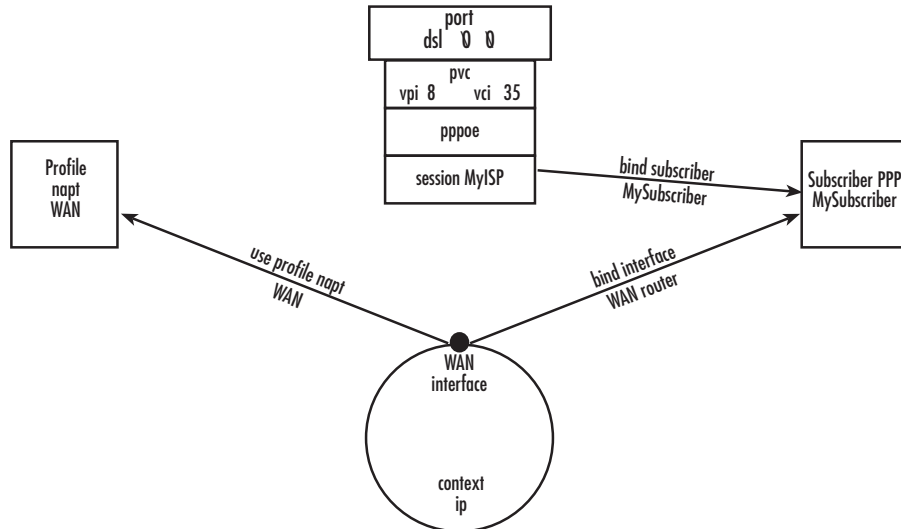 port
dsl 0 0
pvc
vpi 8 vci 35
pppoe
session MyISP
Profile
napt
WAN
bind subscriber
MySubscriber
Subscriber PPP
MySubscriber
use profile napt
WAN
bind interface
WAN router
WAN
interface
context
ip